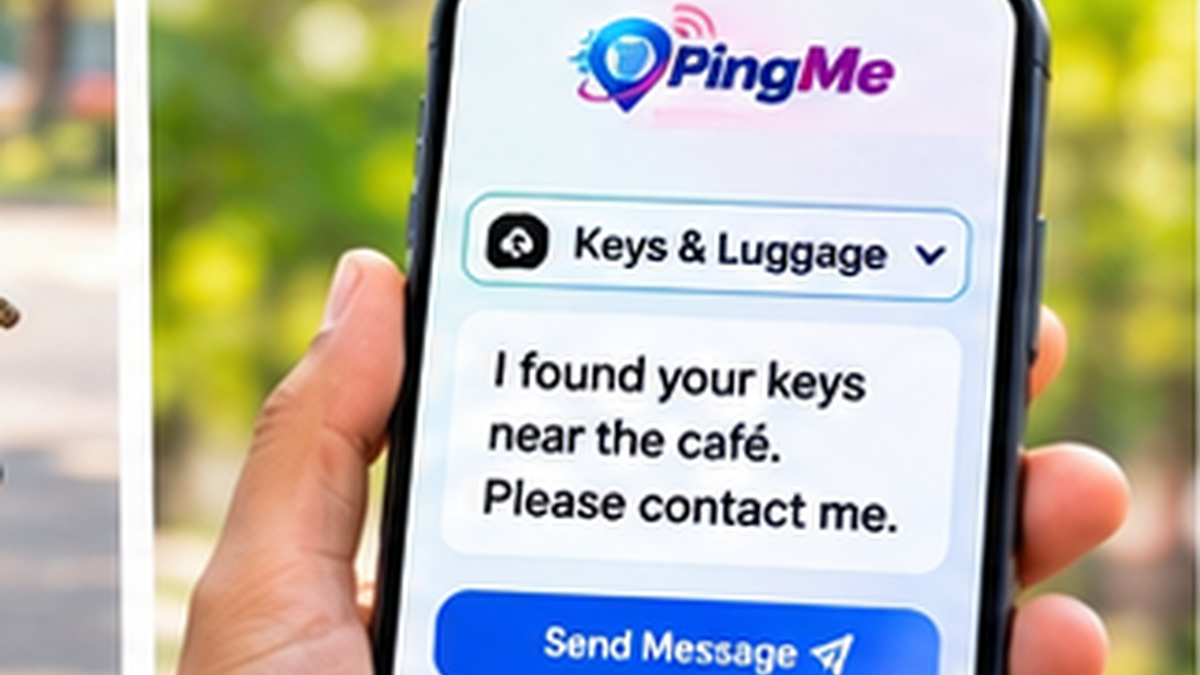 PingMe
Keys & Luggage
I found your keys
near the café.
Please contact me.
Send Message